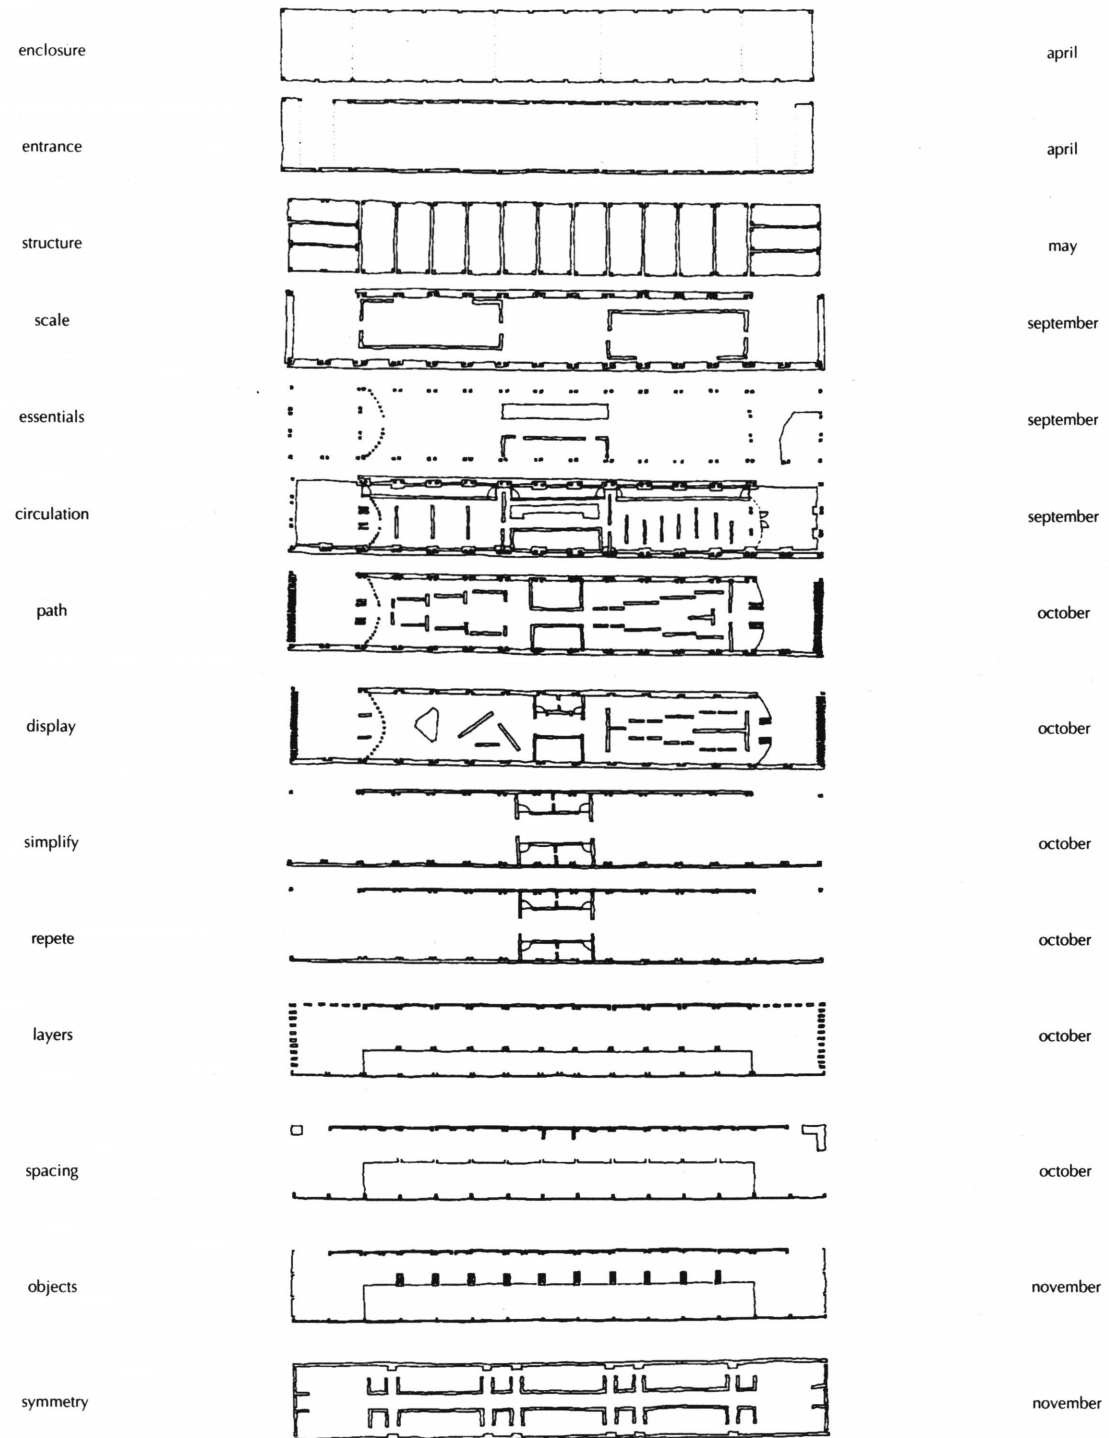 enclosure april
entrance april
structure may
scale september
essentials september
circulation september
path october
display october
simplify october
repete october
layers october
spacing october
objects november
symmetry november